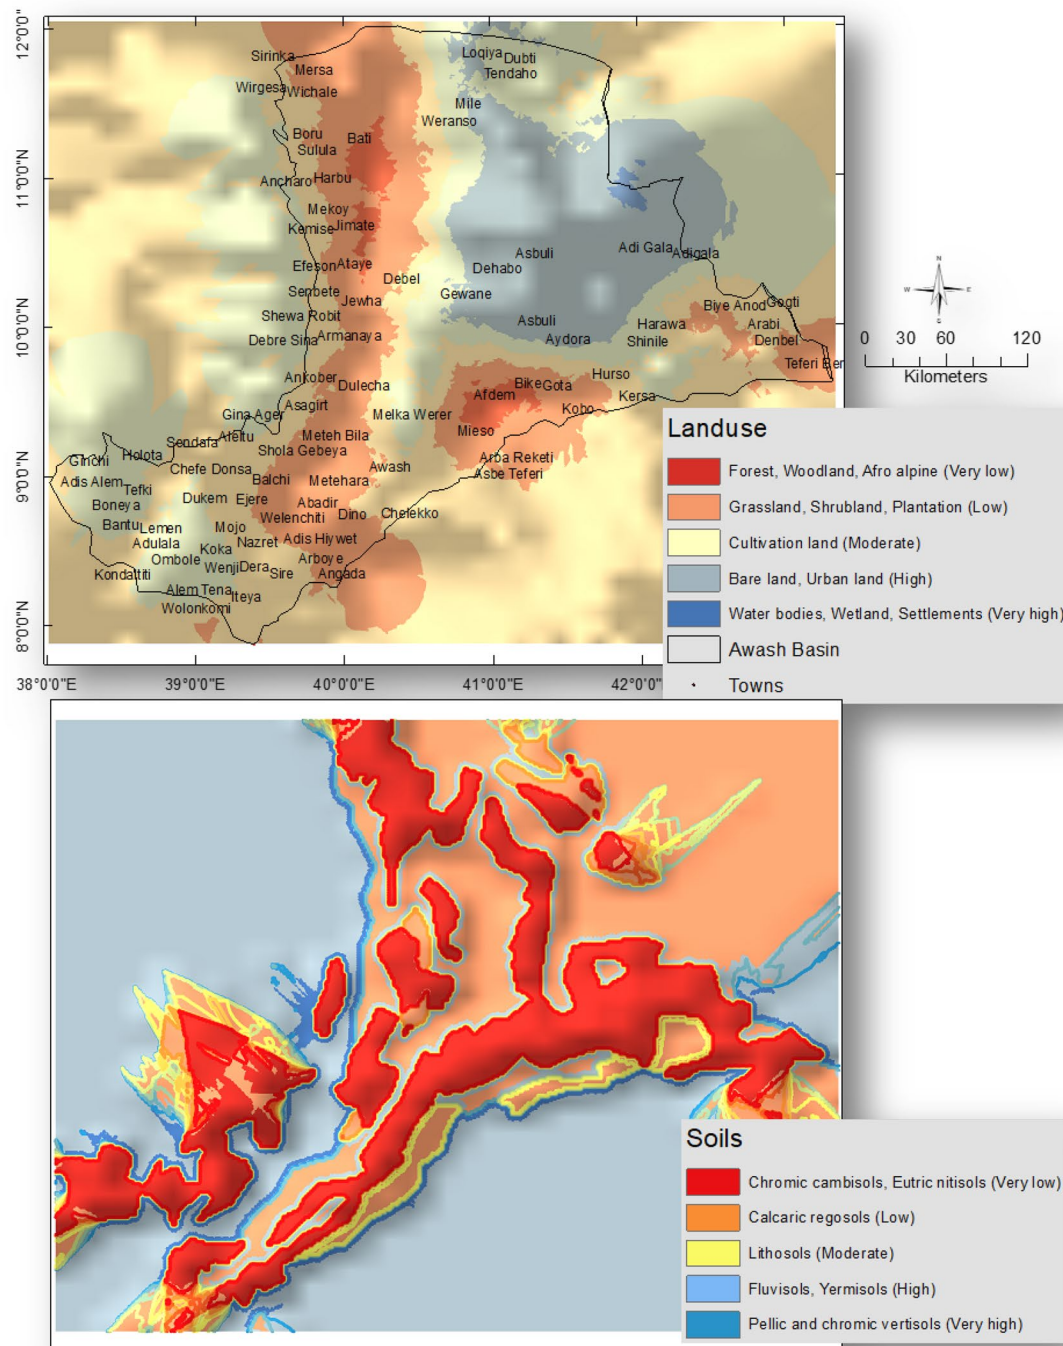 12°0'0"
11°0'0"N
10°0'0"N
9°0'0"N
8°0'0"N
Sirinka
Loqiya
Dubti
Mersa
Tendaho
Wirgesa
Wichale
Mile
Weranso
Boru
Bati
Sulula
Ancharo
Harbu
Mekoy
Kemise
Jimate
Adi Gala
Adigala
Asbuli
Efeson
Ataye
Dehabo
Debel
Senbete
Jewha
Gewane
Biye Anod
Gogti
Shewa Robit
Asbuli
Harawa
Arabi
Debre Sina
Armanaya
Aydora
Shinile
Denbel
Teferi Ber
Ankober
Dulecha
Hurso
Bike
Gota
Afdem
Kersa
Asagirt
Kobo
Gina Ager
Melka Werer
Mieso
Aleltu
Meteh Bila
Sendafa
Shola Gebeya
Holota
Ginchi
Arba Reketi
Chefe Donsa
Awash
Asbe Teferi
Adis Alem
Balchi
Metehara
Tefki
Boneya
Dukem
Ejere
Abadir
Bantu
Lemen
Mojo
Welenchiti
Dino
Chelekko
Adulala
Koka
Nazret
Adis Hiywet
Ombole
Wenji
Dera
Arboye
Kondattiti
Sire
Angada
Alem Tena
Iteya
Wolonkomi
38°0'0"E
39°0'0"E
40°0'0"E
41°0'0"E
42°0'0"
N
W
E
S
0 30 60 120
Kilometers
Landuse
Forest, Woodland, Afro alpine (Very low)
Grassland, Shrubland, Plantation (Low)
Cultivation land (Moderate)
Bare land, Urban land (High)
Water bodies, Wetland, Settlements (Very high)
Awash Basin
Towns
Soils
Chromic cambisols, Eutric nitisols (Very low)
Calcaric regosols (Low)
Lithosols (Moderate)
Fluvisols, Yermisols (High)
Pellic and chromic vertisols (Very high)